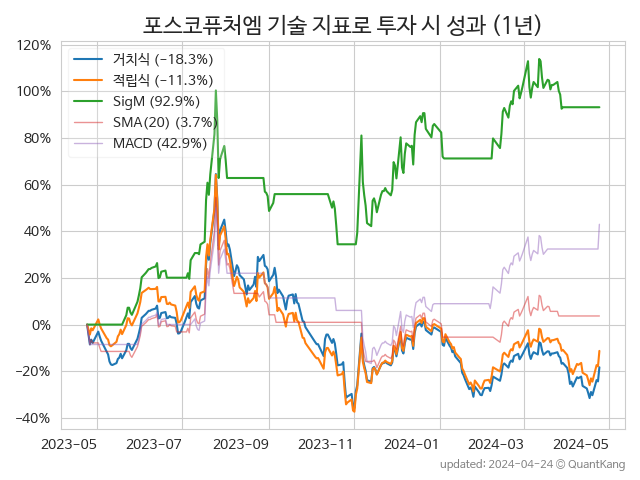 포스코퓨처엠 기술 지표로 투자 시 성과 (1년)
120%
100%
80%
60%
40%
20%
0%
−20%
−40%
거치식 (−18.3%)
적립식 (−11.3%)
SigM (92.9%)
SMA(20) (3.7%)
MACD (42.9%)
2023−05
2023−07
2023−09
2023−11
2024−01
2024−03
2024−05
updated: 2024−04−24 ⓒ QuantKang